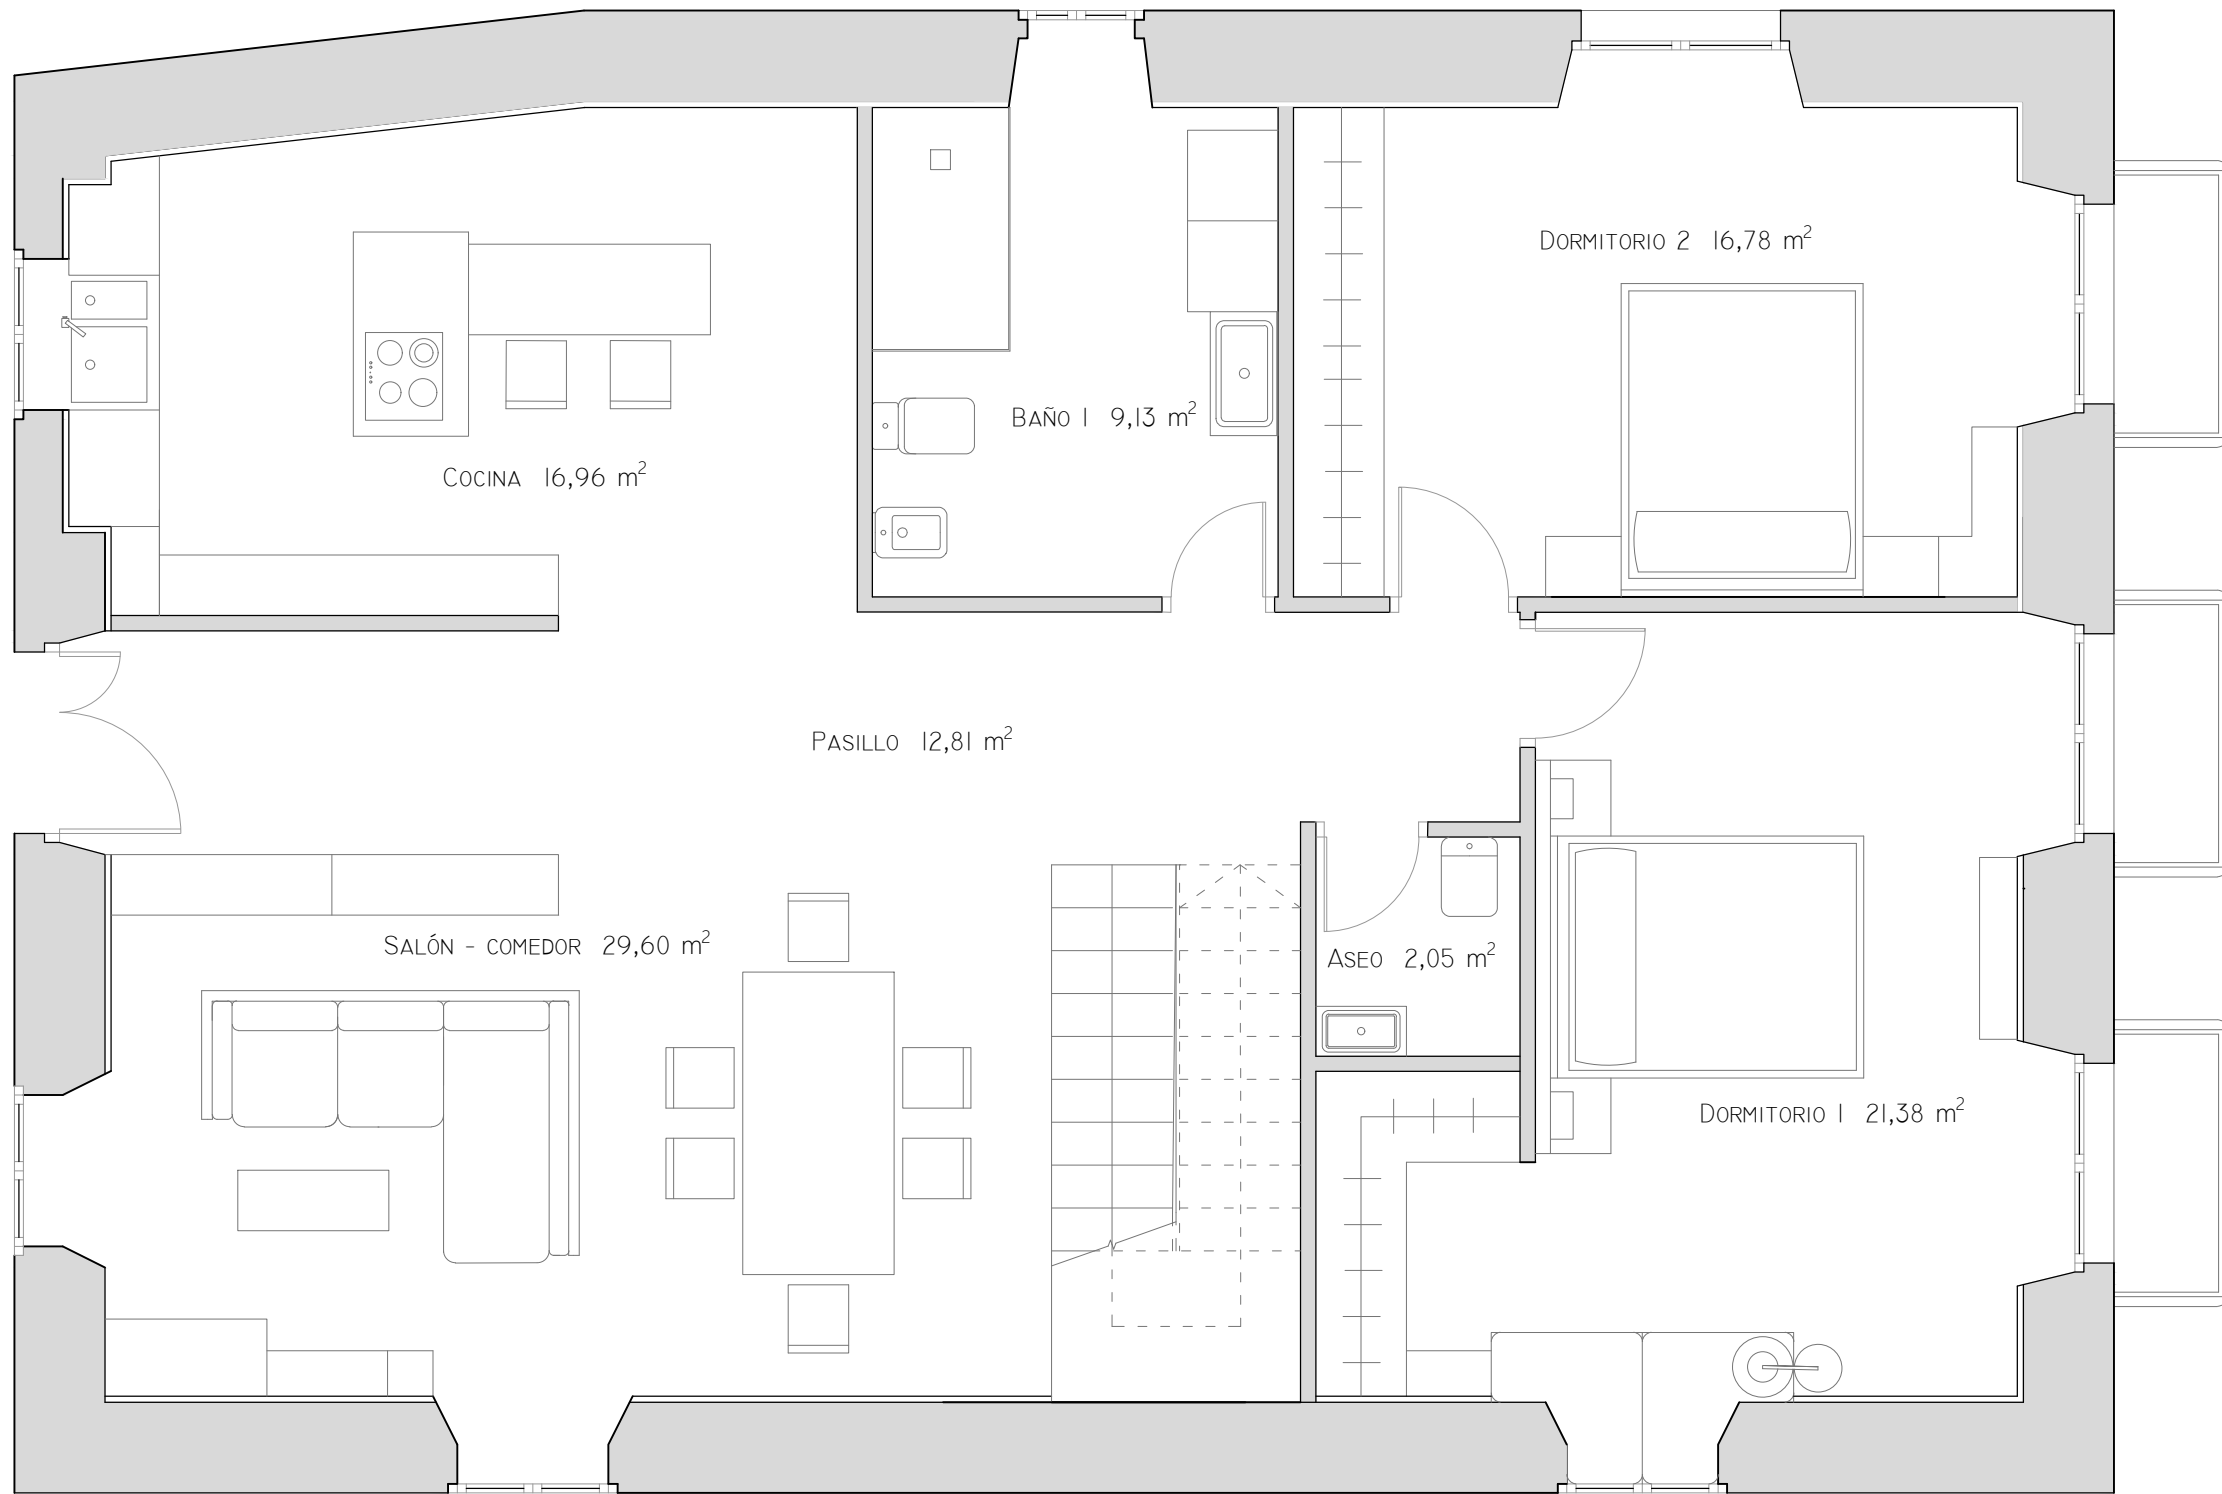 Dormitorio 2 16,78 m²
Baño 1 9,13 m²
Cocina 16,96 m²
Pasillo 12,81 m²
Salón - comedor 29,60 m²
Aseo 2,05 m²
Dormitorio 1 21,38 m²